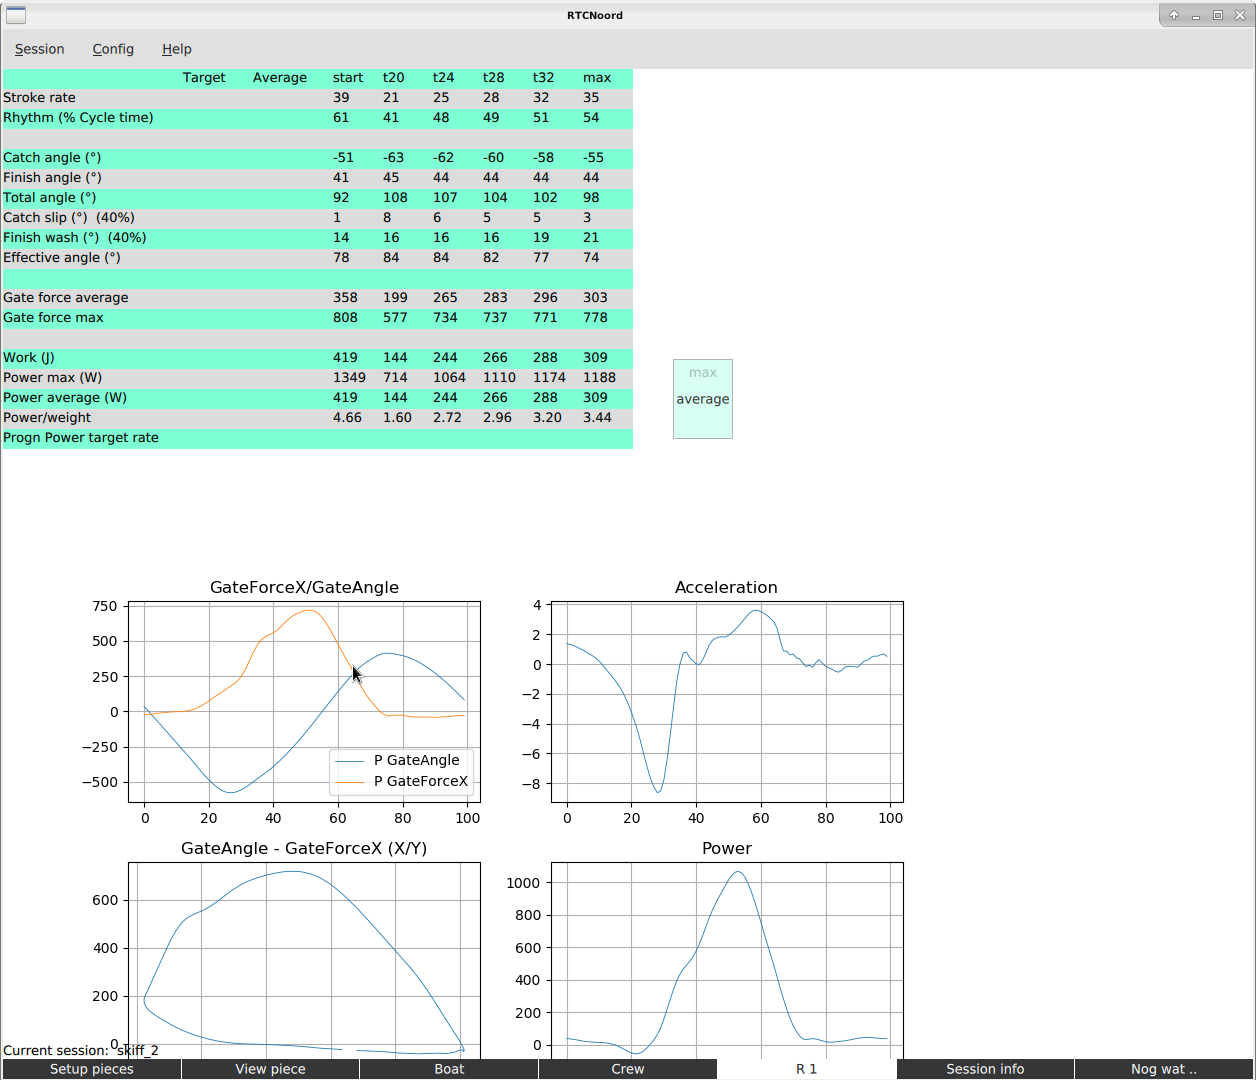 RTCNoord
Session Config Help
Target Average start t20 t24 t28 t32 max
Stroke rate 39 21 25 28 32 35
Rhythm (% Cycle time) 61 41 48 49 51 54
Catch angle (°) -51 -63 -62 -60 -58 -55
Finish angle (°) 41 45 44 44 44 44
Total angle (°) 92 108 107 104 102 98
Catch slip (°) (40%) 1 8 6 5 5 3
Finish wash (°) (40%) 14 16 16 16 19 21
Effective angle (°) 78 84 84 82 77 74
Gate force average 358 199 265 283 296 303
Gate force max 808 577 734 737 771 778
Work (J) 419 144 244 266 288 309
Power max (W) 1349 714 1064 1110 1174 1188
Power average (W) 419 144 244 266 288 309
Power/weight 4.66 1.60 2.72 2.96 3.20 3.44
Progn Power target rate
max
average
GateForceX/GateAngle
750
500
250
0
−250
−500
0 20 40 60 80 100
P GateAngle
P GateForceX
Acceleration
4
2
0
−2
−4
−6
−8
0 20 40 60 80 100
GateAngle - GateForceX (X/Y)
600
400
200
0
Power
1000
800
600
400
200
0
Current session: skiff_2
Setup pieces View piece Boat Crew R 1 Session info Nog wat ..